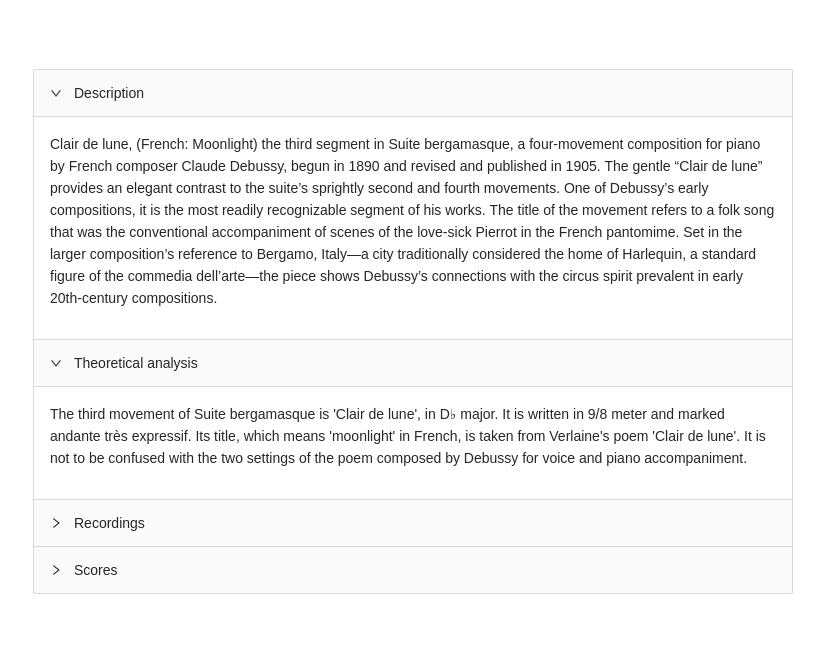 Description
Clair de lune, (French: Moonlight) the third segment in Suite bergamasque, a four-movement composition for piano
by French composer Claude Debussy, begun in 1890 and revised and published in 1905. The gentle “Clair de lune”
provides an elegant contrast to the suite’s sprightly second and fourth movements. One of Debussy’s early
compositions, it is the most readily recognizable segment of his works. The title of the movement refers to a folk song
that was the conventional accompaniment of scenes of the love-sick Pierrot in the French pantomime. Set in the
larger composition’s reference to Bergamo, Italy—a city traditionally considered the home of Harlequin, a standard
figure of the commedia dell’arte—the piece shows Debussy’s connections with the circus spirit prevalent in early
20th-century compositions.
Theoretical analysis
The third movement of Suite bergamasque is 'Clair de lune', in D♭ major. It is written in 9/8 meter and marked
andante très expressif. Its title, which means 'moonlight' in French, is taken from Verlaine's poem 'Clair de lune'. It is
not to be confused with the two settings of the poem composed by Debussy for voice and piano accompaniment.
Recordings
Scores